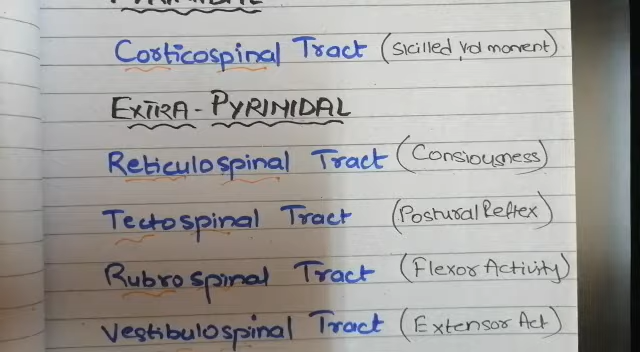 Corticospinal Tract (Skilled, vol movment)
EXTRA-PYRINIDAL
Reticulospinal Tract (Consiousness)
Tectospinal Tract (Postural Reflex)
Rubrospinal Tract (Flexor Activity)
Vestibulospinal Tract (Extensor Act)